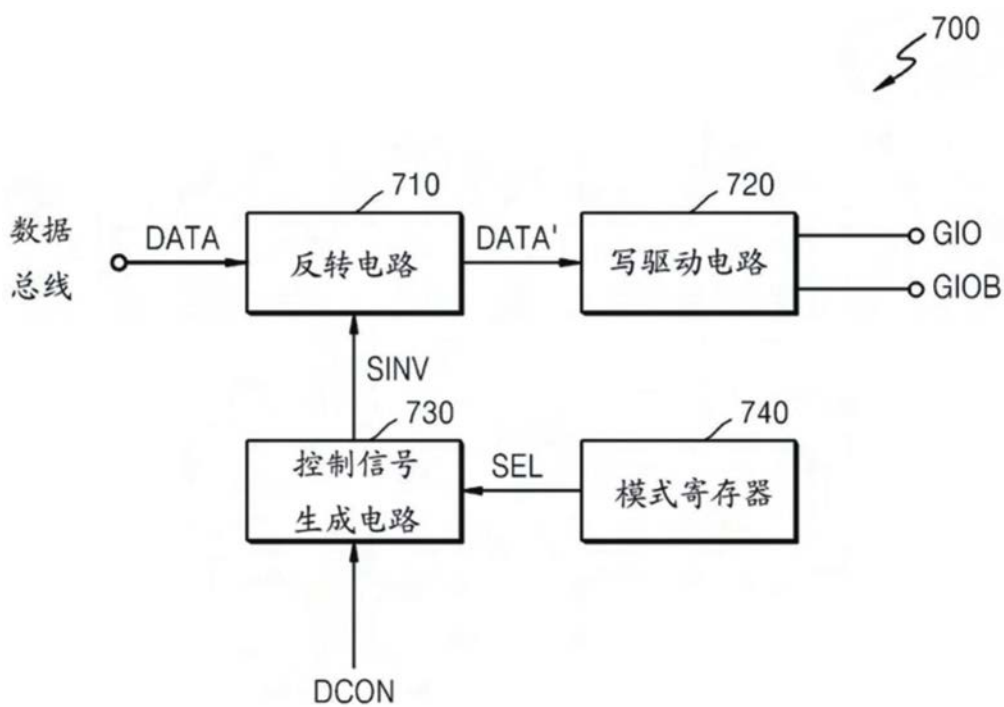 700
710
720
数据
总线
DATA
反转电路
DATA'
写驱动电路
GIO
GIOB
SINV
730
740
控制信号
生成电路
SEL
模式寄存器
DCON